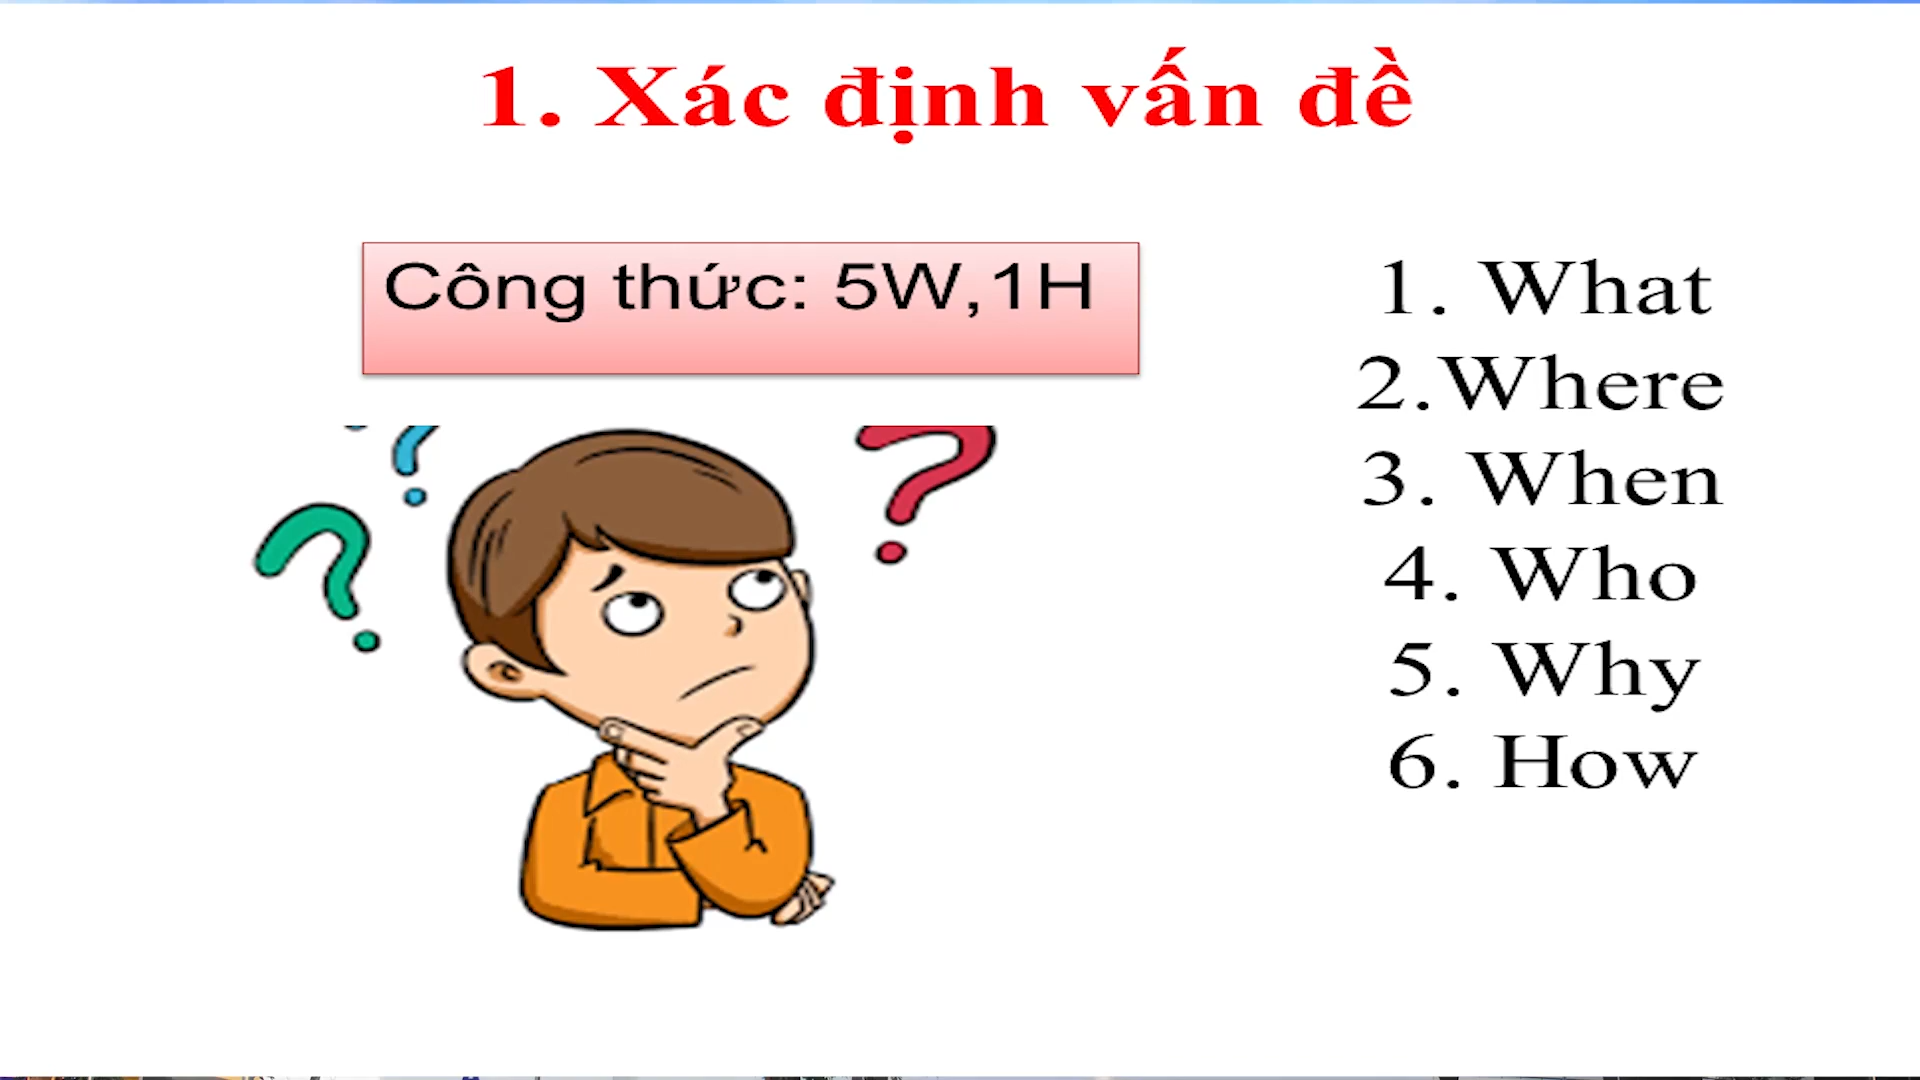 1. Xác định vấn đề
Công thức: 5W,1H
1. What
2.Where
3. When
4. Who
5. Why
6. How